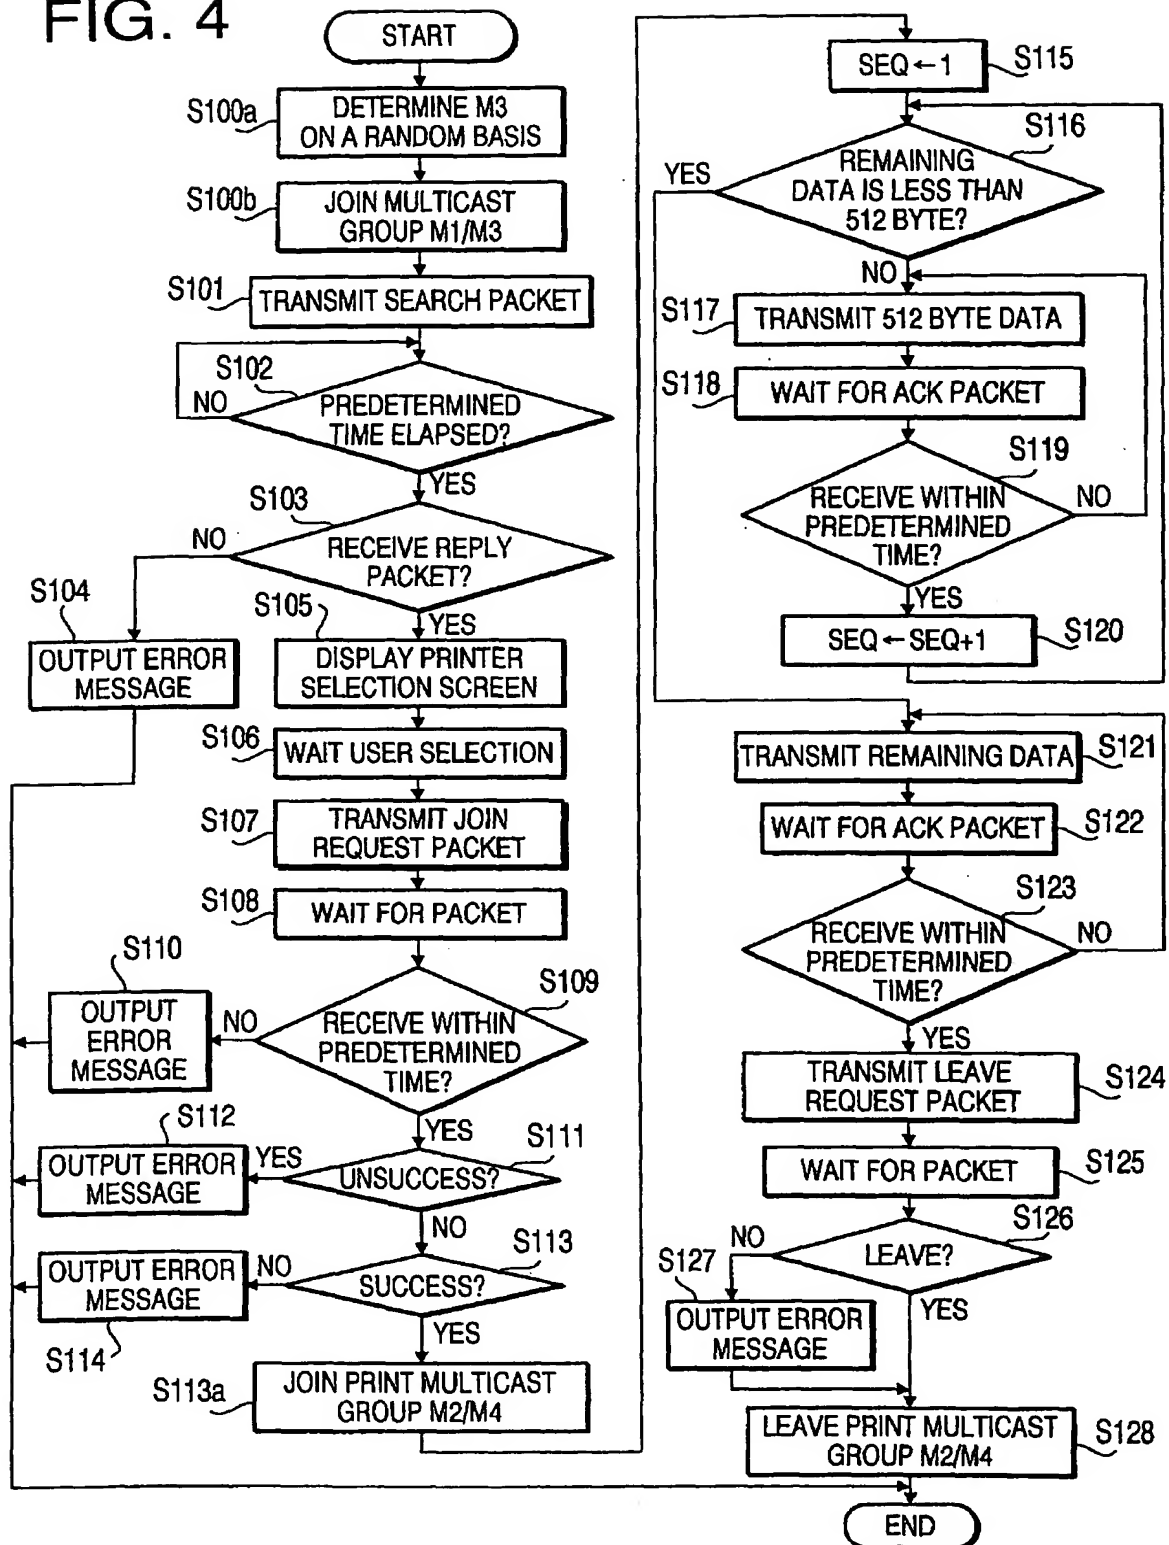 FIG. 4
START
S100a
DETERMINE M3
ON A RANDOM BASIS
S100b
JOIN MULTICAST
GROUP M1/M3
S101
TRANSMIT SEARCH PACKET
S102
NO
PREDETERMINED
TIME ELAPSED?
YES
S103
NO
RECEIVE REPLY
PACKET?
YES
S104
OUTPUT ERROR
MESSAGE
S105
DISPLAY PRINTER
SELECTION SCREEN
S106
WAIT USER SELECTION
S107
TRANSMIT JOIN
REQUEST PACKET
S108
WAIT FOR PACKET
S109
RECEIVE WITHIN
PREDETERMINED
TIME?
NO
S110
OUTPUT
ERROR
MESSAGE
YES
S111
UNSUCCESS?
YES
S112
OUTPUT ERROR
MESSAGE
NO
S113
SUCCESS?
NO
OUTPUT ERROR
MESSAGE
S114
YES
S113a
JOIN PRINT MULTICAST
GROUP M2/M4
SEQ←1
S115
S116
REMAINING
DATA IS LESS THAN
512 BYTE?
YES
NO
S117
TRANSMIT 512 BYTE DATA
S118
WAIT FOR ACK PACKET
S119
RECEIVE WITHIN
PREDETERMINED
TIME?
NO
YES
SEQ←SEQ+1
S120
TRANSMIT REMAINING DATA
S121
WAIT FOR ACK PACKET
S122
S123
RECEIVE WITHIN
PREDETERMINED
TIME?
NO
YES
TRANSMIT LEAVE
REQUEST PACKET
S124
WAIT FOR PACKET
S125
S126
LEAVE?
NO
S127
OUTPUT ERROR
MESSAGE
YES
LEAVE PRINT MULTICAST
GROUP M2/M4
S128
END